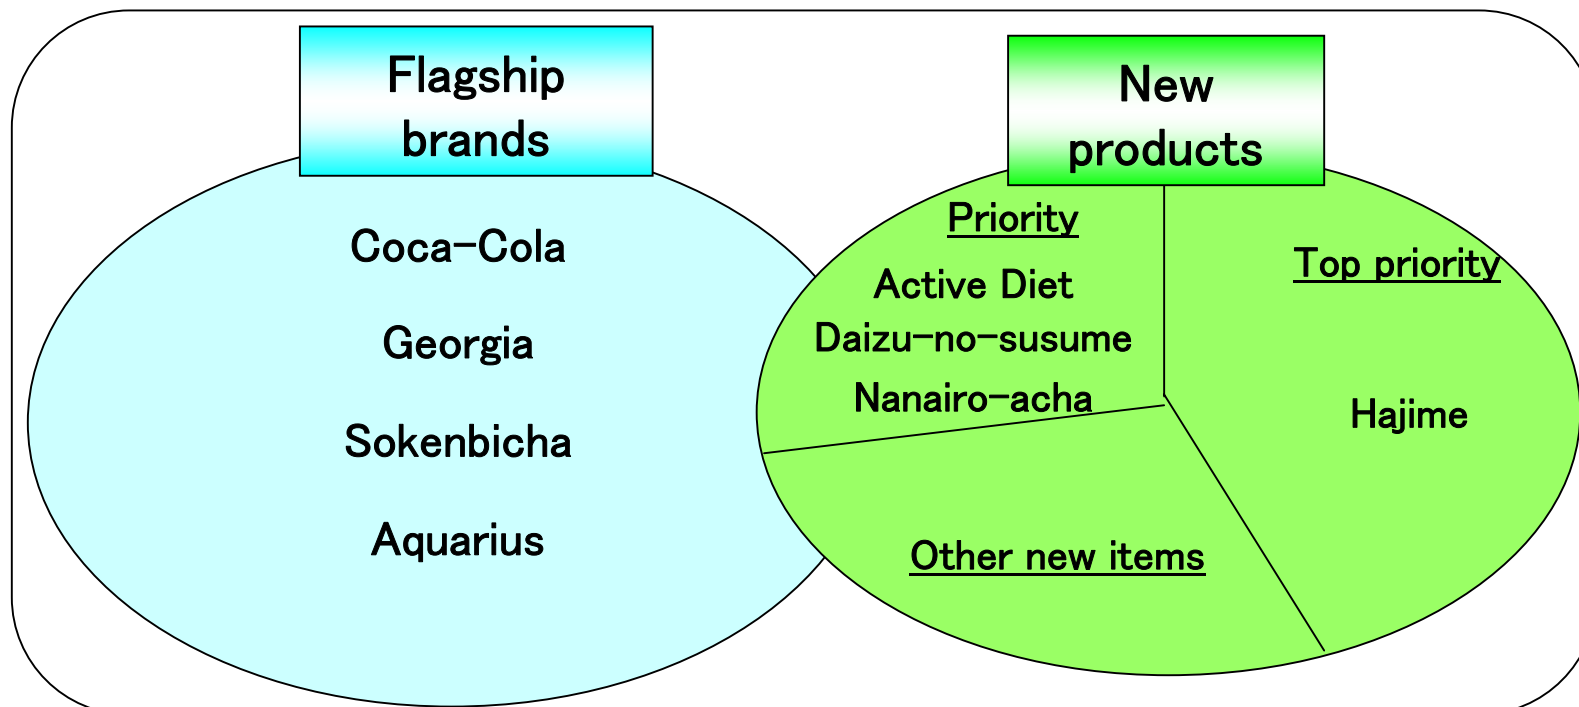 Flagship
brands
Coca-Cola
Georgia
Sokenbicha
Aquarius
New
products
Priority
Active Diet
Daizu-no-susume
Nanairo-acha
Top priority
Hajime
Other new items